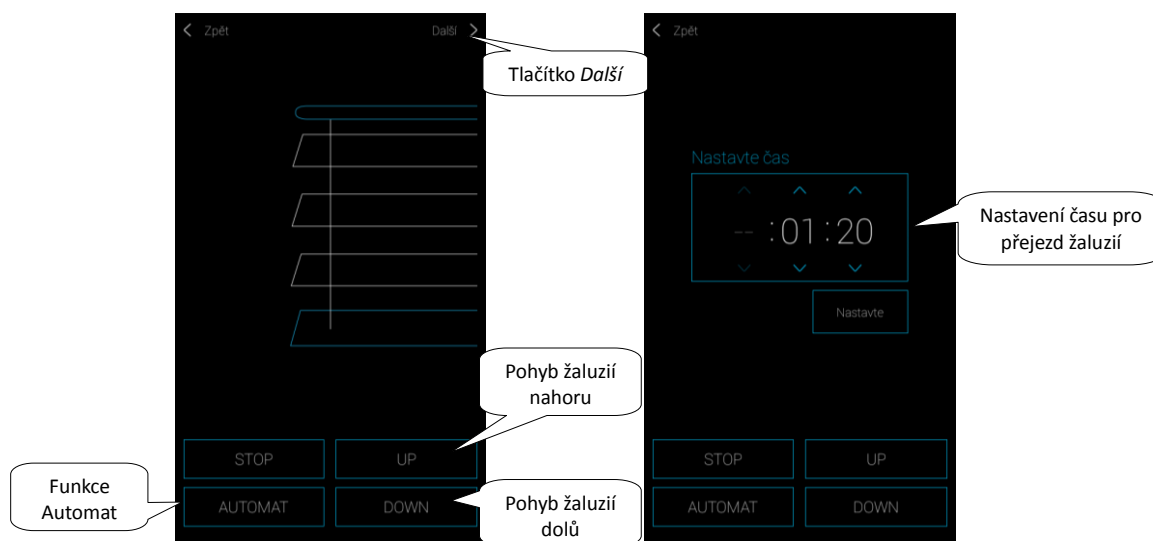 Zpět
Další
Tlačítko Další
Pohyb žaluzií
nahoru
STOP
UP
Funkce
Automat
AUTOMAT
DOWN
Pohyb žaluzií
dolů
Zpět
Nastavte čas
-- :01 :20
Nastavení času pro
přejezd žaluzií
Nastavte
STOP
UP
AUTOMAT
DOWN